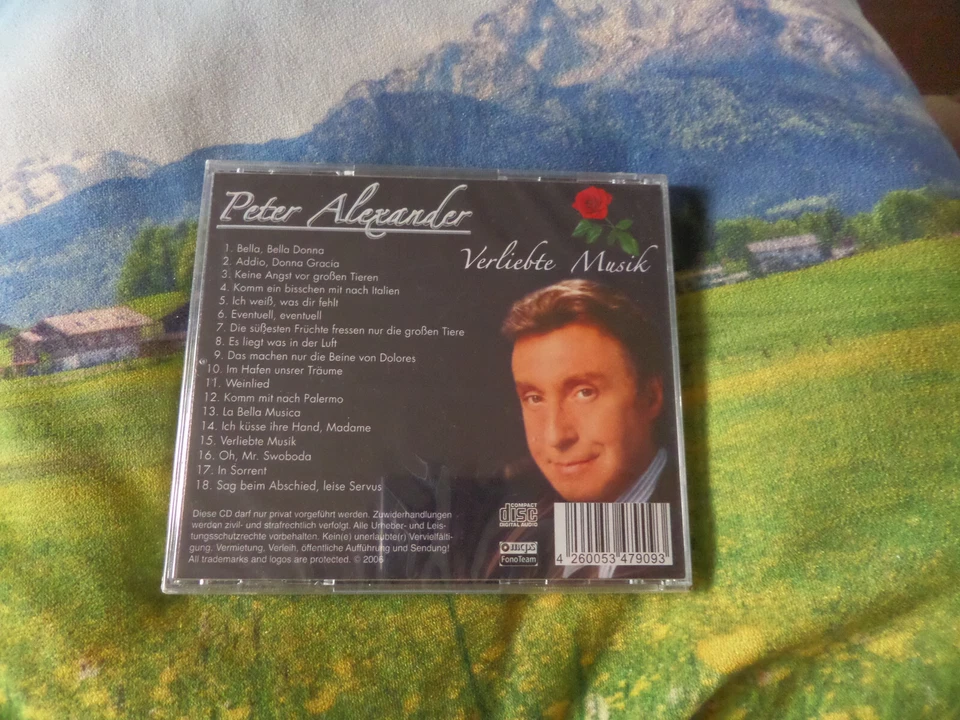 Peter Alexander
Verliebte Musik
1. Bella, Bella Donna
2. Addio, Donna Gracia
3. Keine Angst vor großen Tieren
4. Komm ein bisschen mit nach Italien
5. Ich weiß, was dir fehlt
6. Eventuell, eventuell
7. Die süßesten Früchte fressen nur die großen Tiere
8. Es liegt was in der Luft
9. Das machen nur die Beine von Dolores
10. Im Hafen unsrer Träume
11. Weinlied
12. Komm mit nach Palermo
13. La Bella Musica
14. Ich küsse ihre Hand, Madame
15. Verliebte Musik
16. Oh, Mr. Swoboda
17. In Sorrent
18. Sag beim Abschied, leise Servus
Diese CD darf nur privat vorgeführt werden. Zuwiderhandlungen
werden zivil- und strafrechtlich verfolgt. Alle Urheber- und Leis-
tungsschutzrechte vorbehalten. Kein(e) unerlaubte(r) Vervielfälti-
gung, Vermietung, Verleih, öffentliche Aufführung und Sendung!
All trademarks and logos are protected. © 2006
COMPACT
disc
DIGITAL AUDIO
mcps
FonoTeam
4 260053 479093